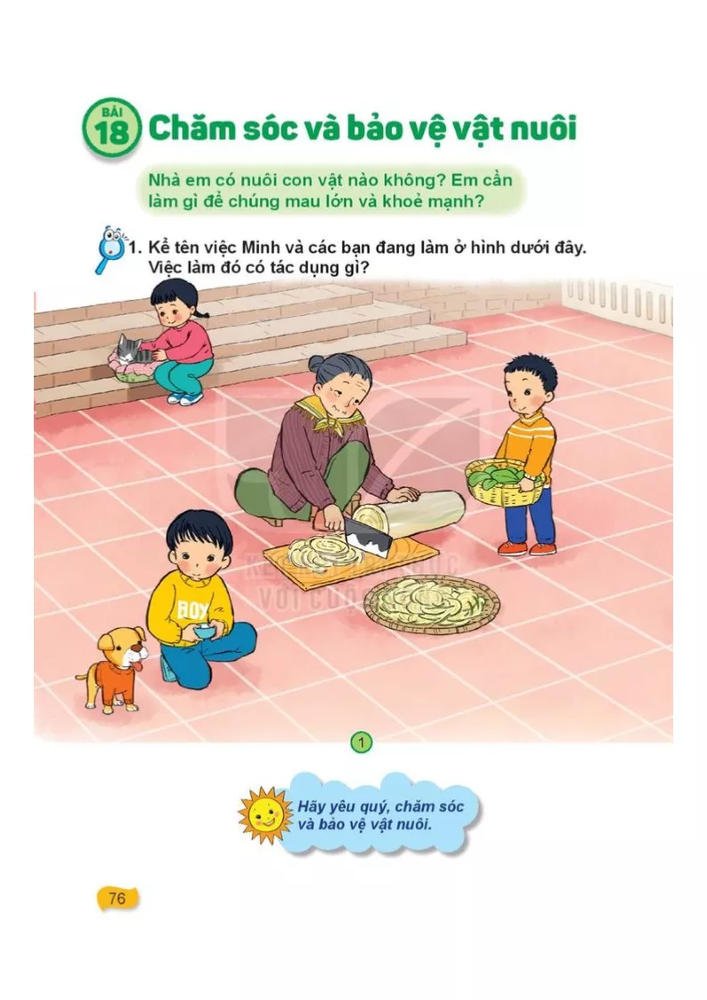 BÀI
18
Chăm sóc và bảo vệ vật nuôi
Nhà em có nuôi con vật nào không? Em cần
làm gì để chúng mau lớn và khoẻ mạnh?
1. Kể tên việc Minh và các bạn đang làm ở hình dưới đây.
Việc làm đó có tác dụng gì?
BOY
1
Hãy yêu quý, chăm sóc
và bảo vệ vật nuôi.
76